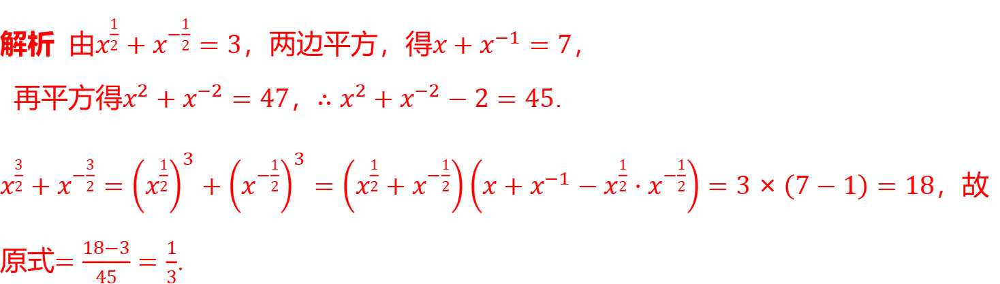 解析 由$x^{\frac{1}{2}}+x^{-\frac{1}{2}}=3$，两边平方，得$x+x^{-1}=7$，
再平方得$x^{2}+x^{-2}=47$，∴$x^{2}+x^{-2}-2=45$.
$x^{\frac{3}{2}}+x^{-\frac{3}{2}}=\left(x^{\frac{1}{2}}\right)^{3}+\left(x^{-\frac{1}{2}}\right)^{3}=\left(x^{\frac{1}{2}}+x^{-\frac{1}{2}}\right)\left(x+x^{-1}-x^{\frac{1}{2}}\cdot x^{-\frac{1}{2}}\right)=3\times(7-1)=18$，故
原式$=\frac{18-3}{45}=\frac{1}{3}$.